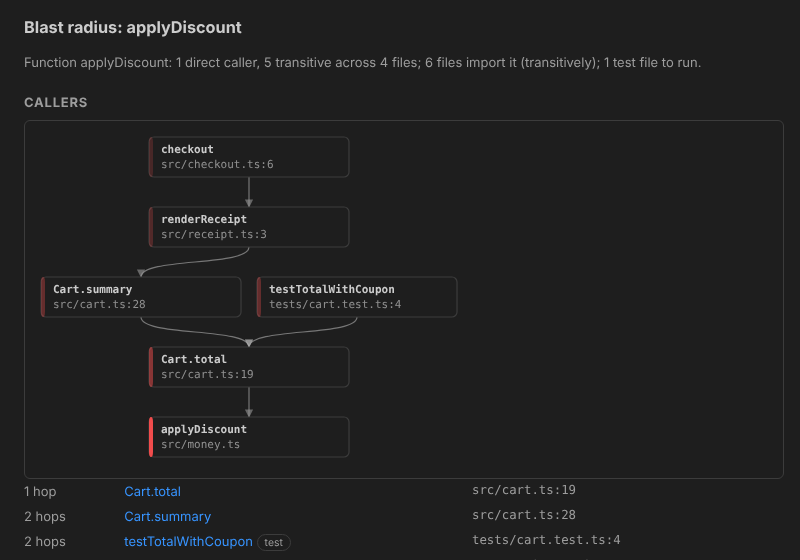 Blast radius: applyDiscount
Function applyDiscount: 1 direct caller, 5 transitive across 4 files; 6 files import it (transitively); 1 test file to run.
CALLERS
checkout
src/checkout.ts:6
renderReceipt
src/receipt.ts:3
Cart.summary
src/cart.ts:28
testTotalWithCoupon
tests/cart.test.ts:4
Cart.total
src/cart.ts:19
applyDiscount
src/money.ts
1 hop Cart.total src/cart.ts:19
2 hops Cart.summary src/cart.ts:28
2 hops testTotalWithCoupon test tests/cart.test.ts:4